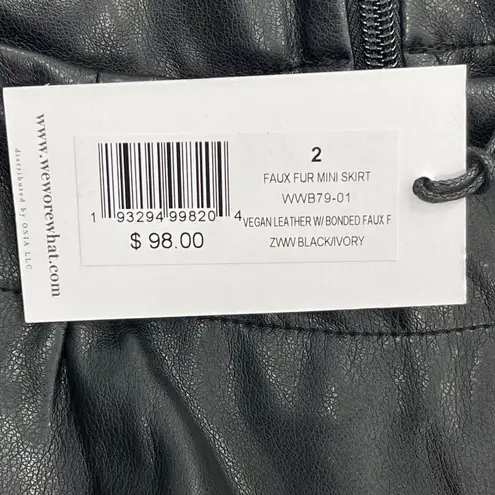 www.weworewhat.com
distributed by OSIA LLC
1 93294 99820 4
$ 98.00
2
FAUX FUR MINI SKIRT
WWB79-01
VEGAN LEATHER W/ BONDED FAUX F
ZWW BLACK/IVORY